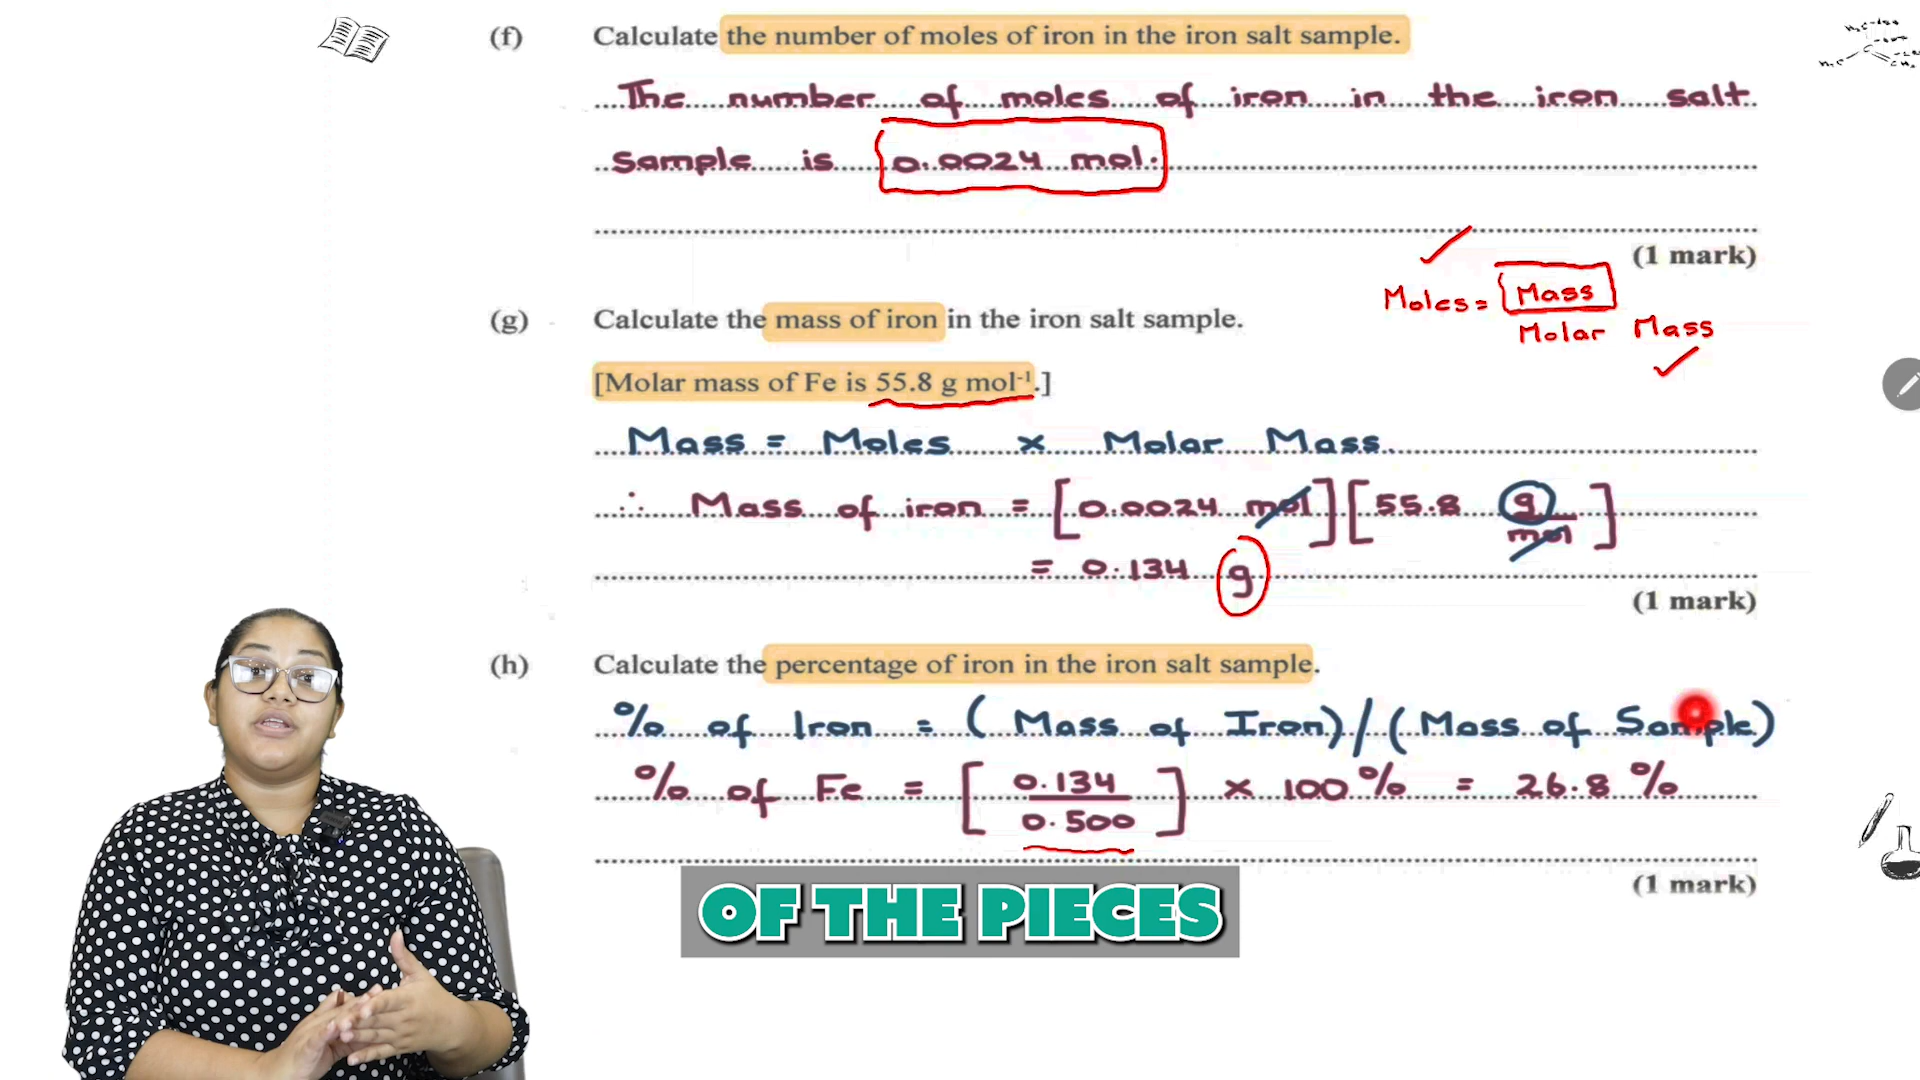 (f) Calculate the number of moles of iron in the iron salt sample.
The number of moles of iron in the iron salt
Sample is 0.0024 mol.
(1 mark)
Moles = Mass
Molar Mass
(g) Calculate the mass of iron in the iron salt sample.
[Molar mass of Fe is 55.8 g mol⁻¹.]
Mass = Moles x Molar Mass.
∴ Mass of iron = [0.0024 mol] [55.8 g/mol]
= 0.134 g
(1 mark)
(h) Calculate the percentage of iron in the iron salt sample.
% of Iron = (Mass of Iron) / (Mass of Sample)
% of Fe = [0.134/0.500] x 100% = 26.8 %
(1 mark)
OF THE PIECES